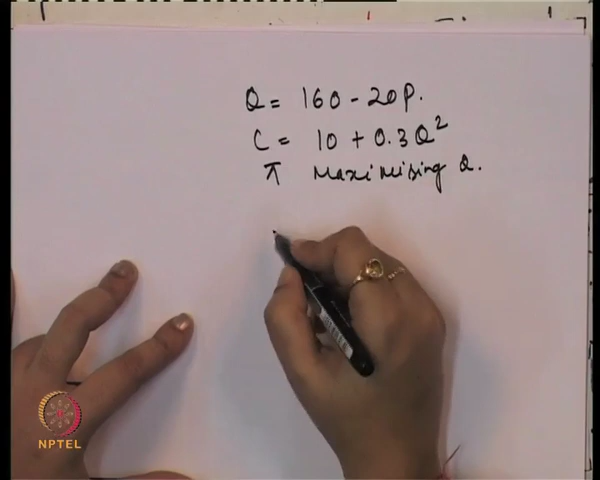 Q = 160 - 20P.
C = 10 + 0.3Q²
π Maximising Q.
NPTEL